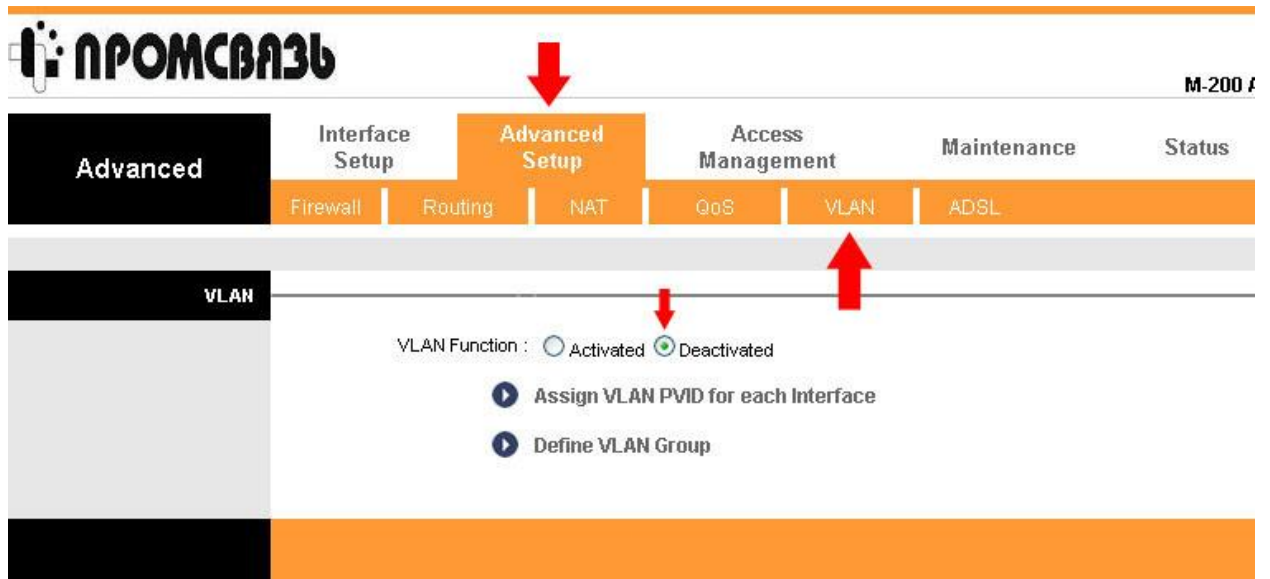 ПРОМСВЯЗЬ
M-200 A
Advanced
Interface Setup
Advanced Setup
Access Management
Maintenance
Status
Firewall
Routing
NAT
QoS
VLAN
ADSL
VLAN
VLAN Function : Activated Deactivated
Assign VLAN PVID for each Interface
Define VLAN Group